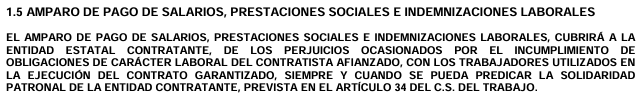 1.5 AMPARO DE PAGO DE SALARIOS, PRESTACIONES SOCIALES E INDEMNIZACIONES LABORALES
EL AMPARO DE PAGO DE SALARIOS, PRESTACIONES SOCIALES E INDEMNIZACIONES LABORALES, CUBRIRÁ A LA
ENTIDAD ESTATAL CONTRATANTE, DE LOS PERJUICIOS OCASIONADOS POR EL INCUMPLIMIENTO DE
OBLIGACIONES DE CARÁCTER LABORAL DEL CONTRATISTA AFIANZADO, CON LOS TRABAJADORES UTILIZADOS EN
LA EJECUCIÓN DEL CONTRATO GARANTIZADO, SIEMPRE Y CUANDO SE PUEDA PREDICAR LA SOLIDARIDAD
PATRONAL DE LA ENTIDAD CONTRATANTE, PREVISTA EN EL ARTÍCULO 34 DEL C.S. DEL TRABAJO.